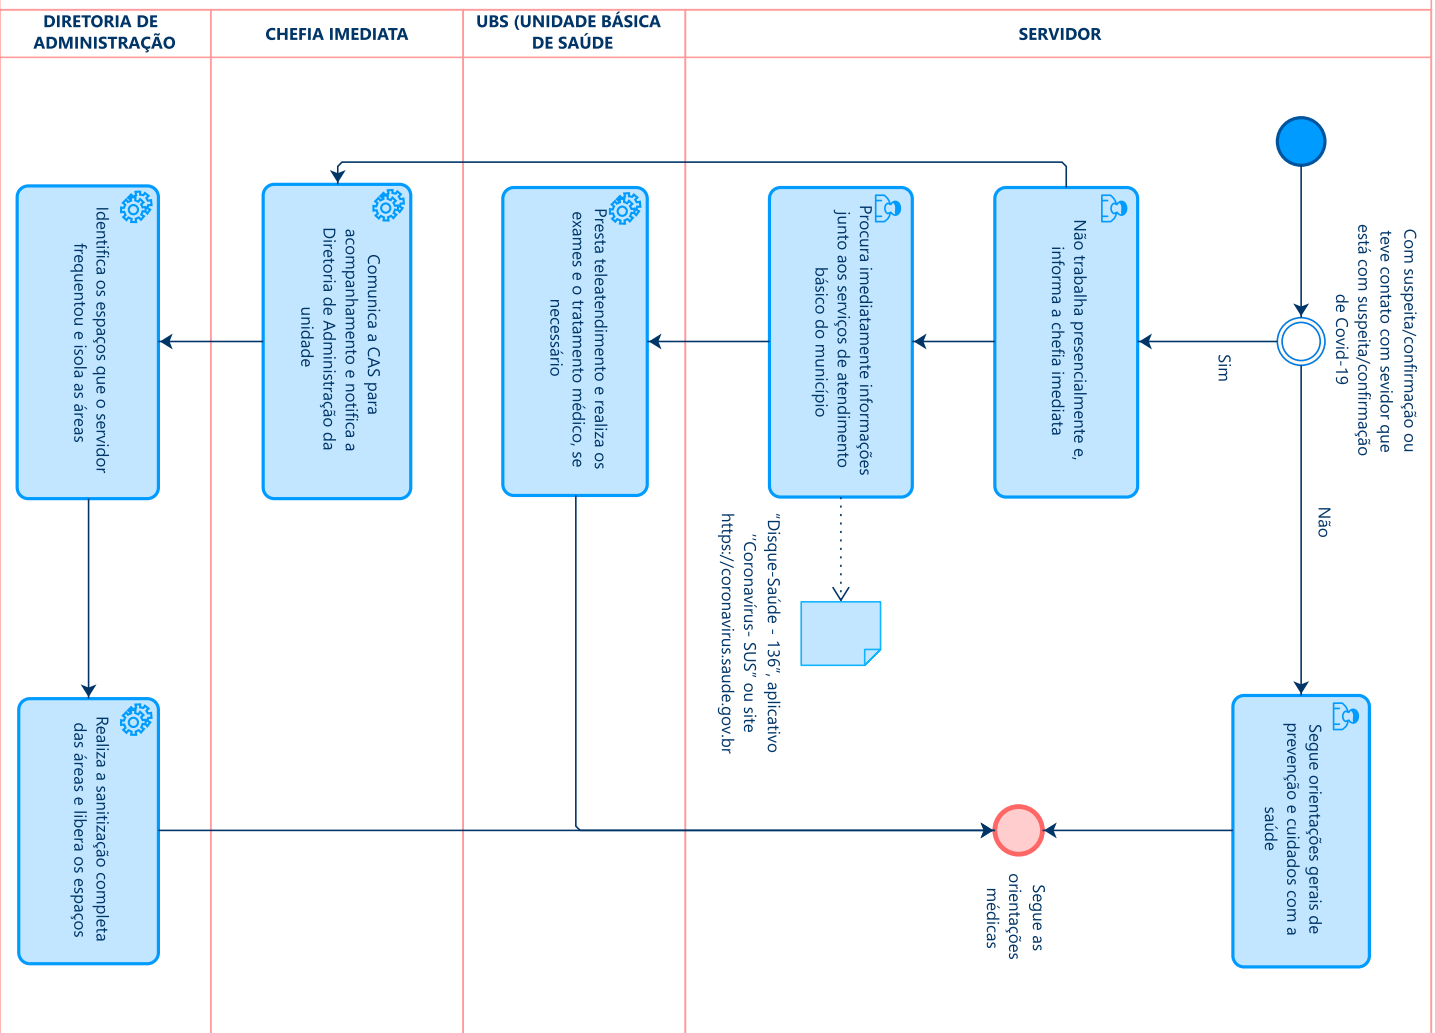 DIRETORIA DE
ADMINISTRAÇÃO
CHEFIA IMEDIATA
UBS (UNIDADE BÁSICA
DE SAÚDE
SERVIDOR
Com suspeita/confirmação ou
teve contato com sevidor que
está com suspeita/confirmação
de Covid-19
Sim
Não
Não trabalha presencialmente e,
informa a chefia imediata
Procura imediatamente informações
junto aos serviços de atendimento
básico do municipio
"Disque-Saúde - 136", aplicativo
"Coronavírus- SUS" ou site
https://coronavirus.saude.gov.br
Presta teleatendimento e realiza os
exames e o tratamento médico, se
necessário
Comunica a CAS para
acompanhamento e notifica a
Diretoria de Administração da
unidade
Identifica os espaços que o servidor
frequentou e isola as áreas
Realiza a sanitização completa
das áreas e libera os espaços
Segue orientações gerais de
prevenção e cuidados com a
saúde
Segue as
orientações
médicas